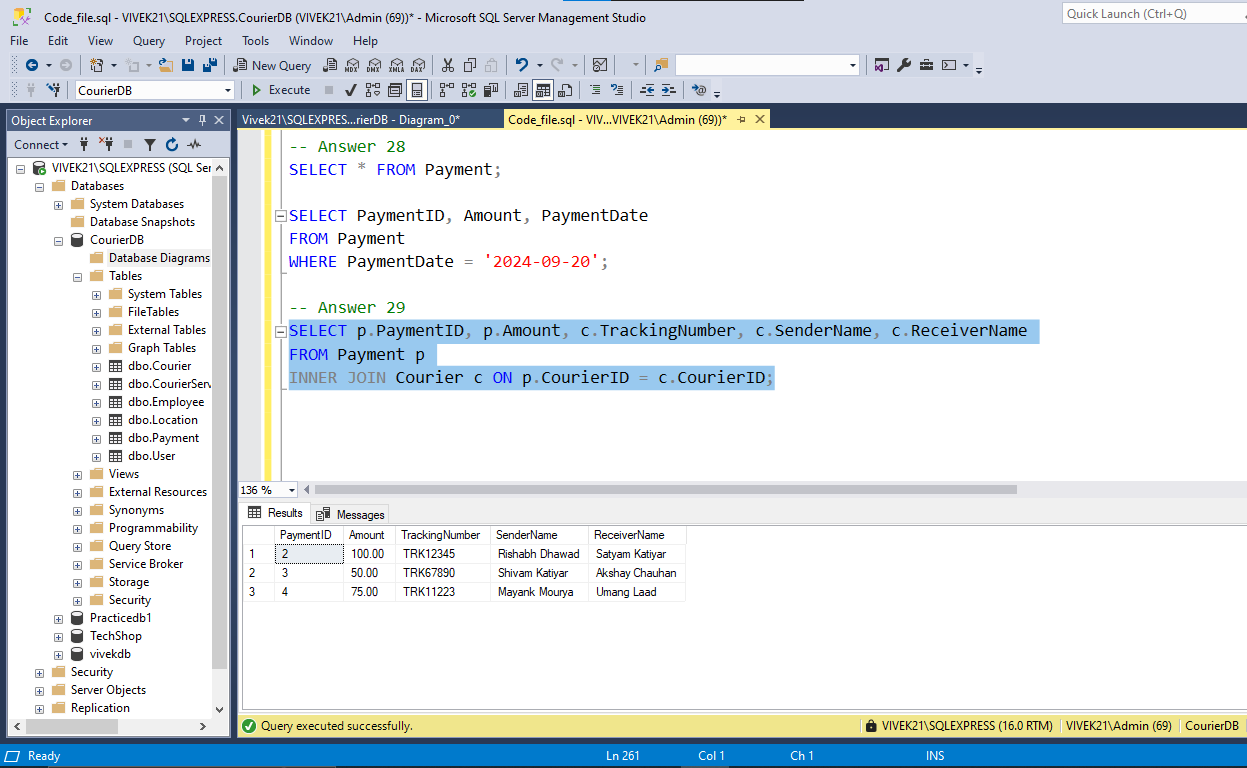 Code_file.sql - VIVEK21\SQLEXPRESS.CourierDB (VIVEK21\Admin (69))* - Microsoft SQL Server Management Studio
Quick Launch (Ctrl+Q)
File Edit View Query Project Tools Window Help
New Query MDX DMX XMLA DAX
CourierDB Execute
Object Explorer
Connect
VIVEK21\SQLEXPRESS (SQL Ser
Databases
System Databases
Database Snapshots
CourierDB
Database Diagrams
Tables
System Tables
FileTables
External Tables
Graph Tables
dbo.Courier
dbo.CourierServ
dbo.Employee
dbo.Location
dbo.Payment
dbo.User
Views
External Resources
Synonyms
Programmability
Query Store
Service Broker
Storage
Security
Practicedb1
TechShop
vivekdb
Security
Server Objects
Replication
Vivek21\SQLEXPRES...rierDB - Diagram_0*
Code_file.sql - VIV...VIVEK21\Admin (69))*
-- Answer 28
SELECT * FROM Payment;
SELECT PaymentID, Amount, PaymentDate
FROM Payment
WHERE PaymentDate = '2024-09-20';
-- Answer 29
SELECT p.PaymentID, p.Amount, c.TrackingNumber, c.SenderName, c.ReceiverName
FROM Payment p
INNER JOIN Courier c ON p.CourierID = c.CourierID;
136 %
Results Messages
PaymentID Amount TrackingNumber SenderName ReceiverName
1 2 100.00 TRK12345 Rishabh Dhawad Satyam Katiyar
2 3 50.00 TRK67890 Shivam Katiyar Akshay Chauhan
3 4 75.00 TRK11223 Mayank Mourya Umang Laad
Query executed successfully. VIVEK21\SQLEXPRESS (16.0 RTM) VIVEK21\Admin (69) CourierDB
Ready Ln 261 Col 1 Ch 1 INS